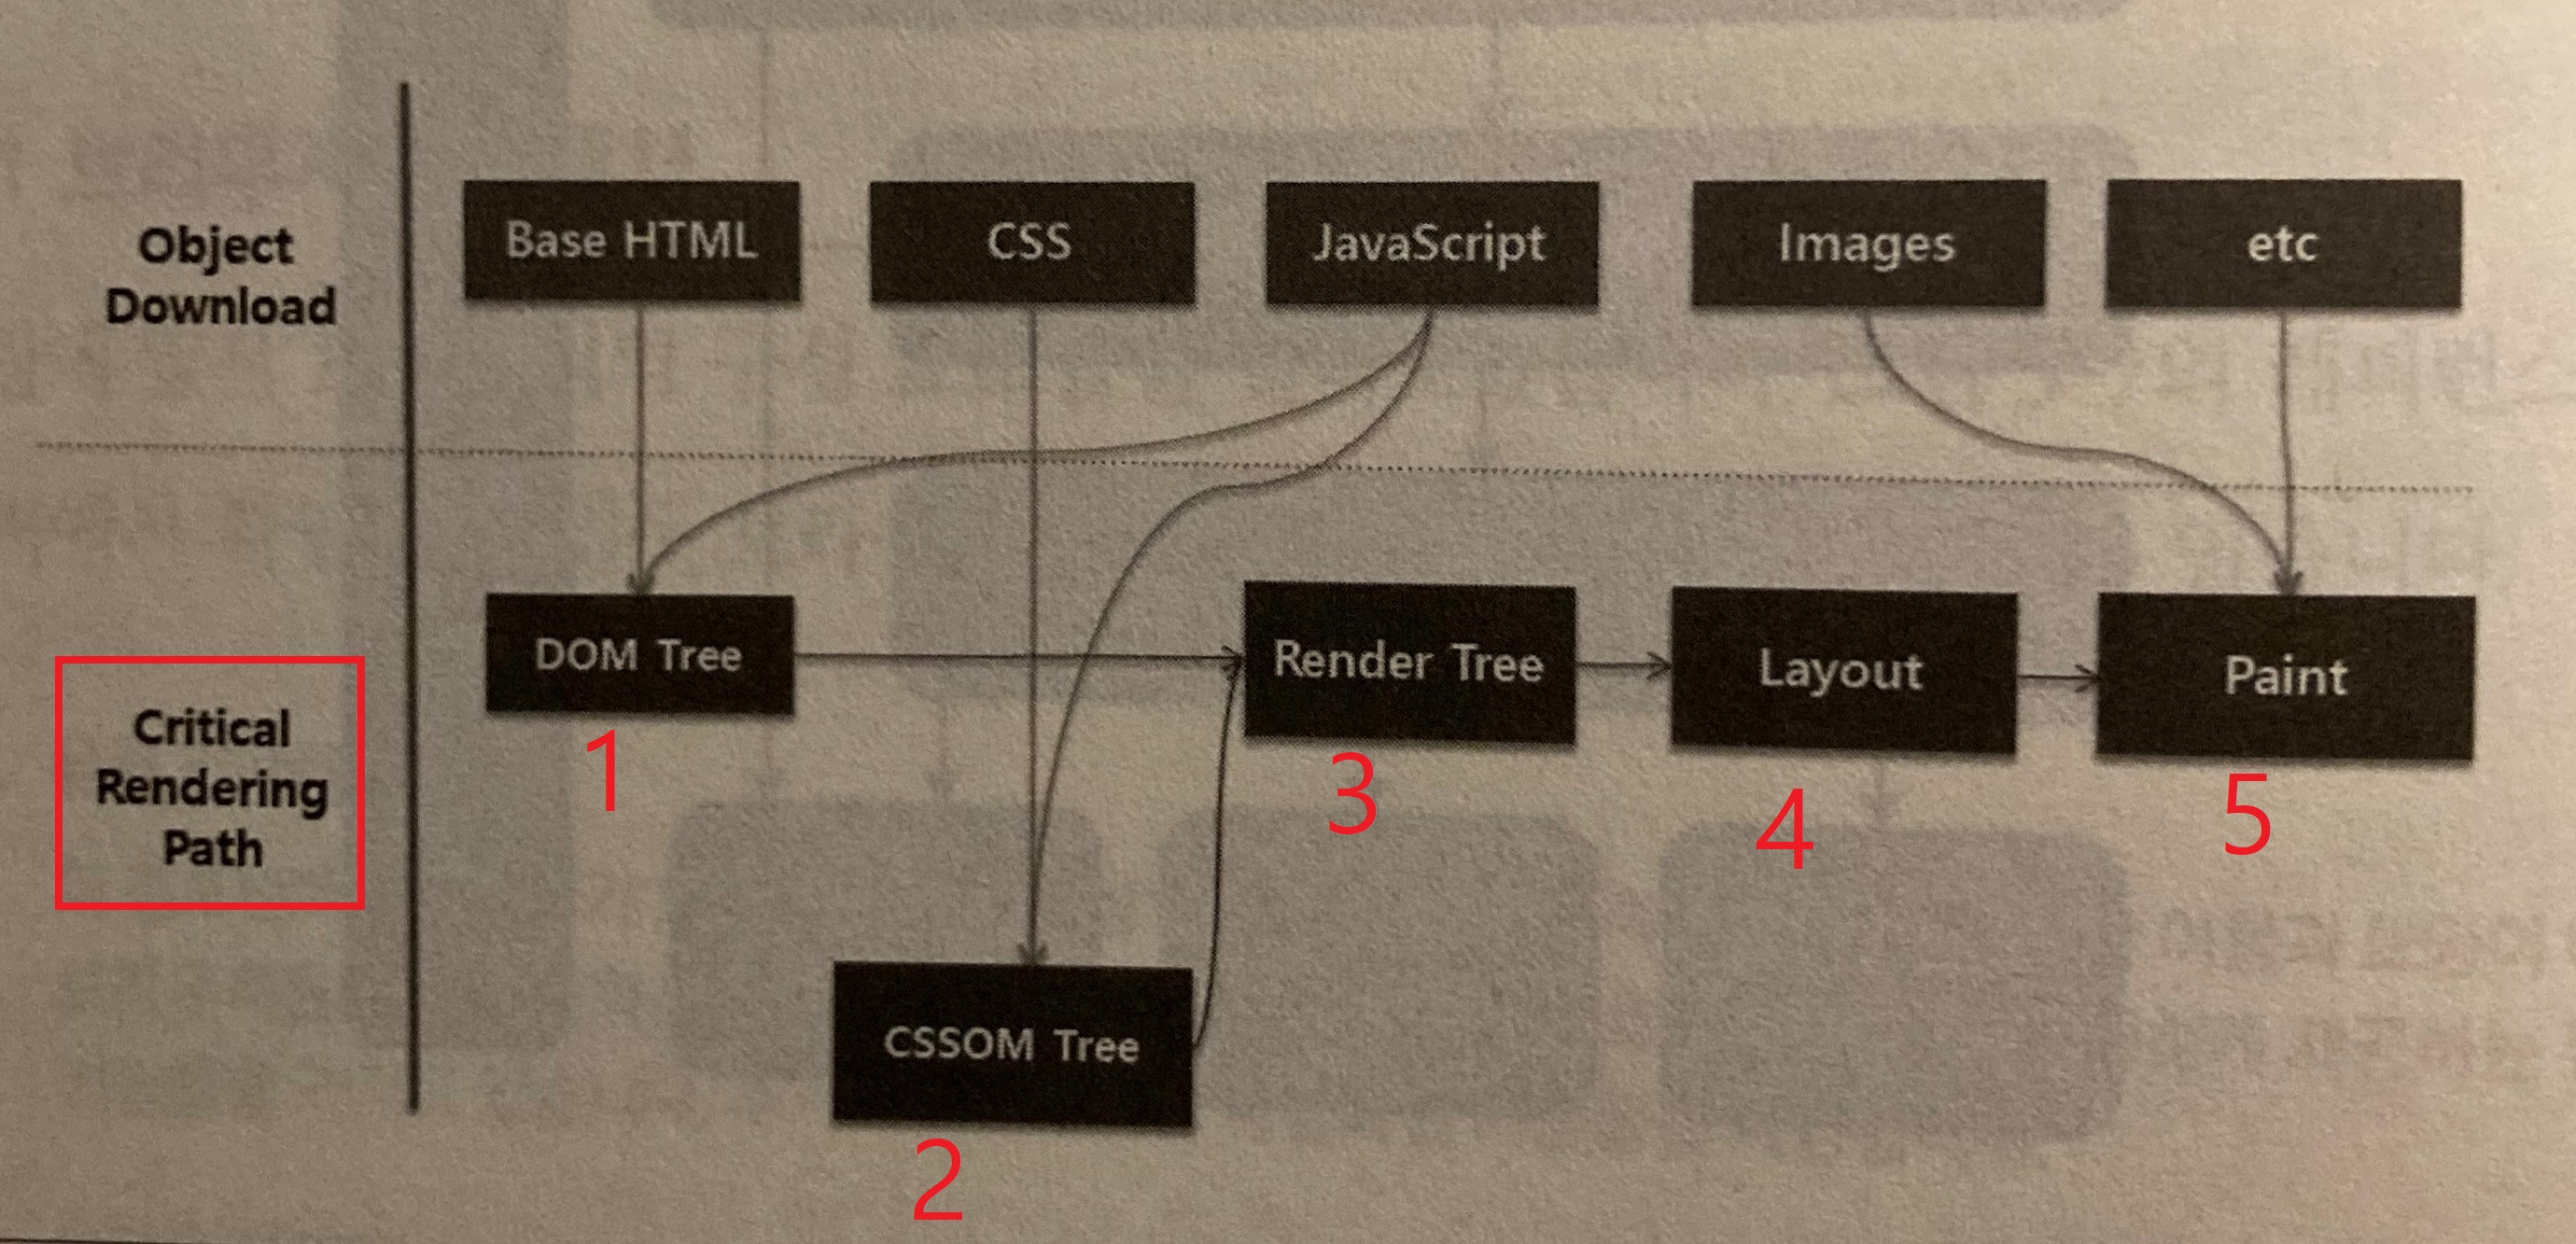 Object
Download
Base HTML
CSS
JavaScript
Images
etc
Critical
Rendering
Path
DOM Tree
Render Tree
Layout
Paint
1
3
4
5
CSSOM Tree
2